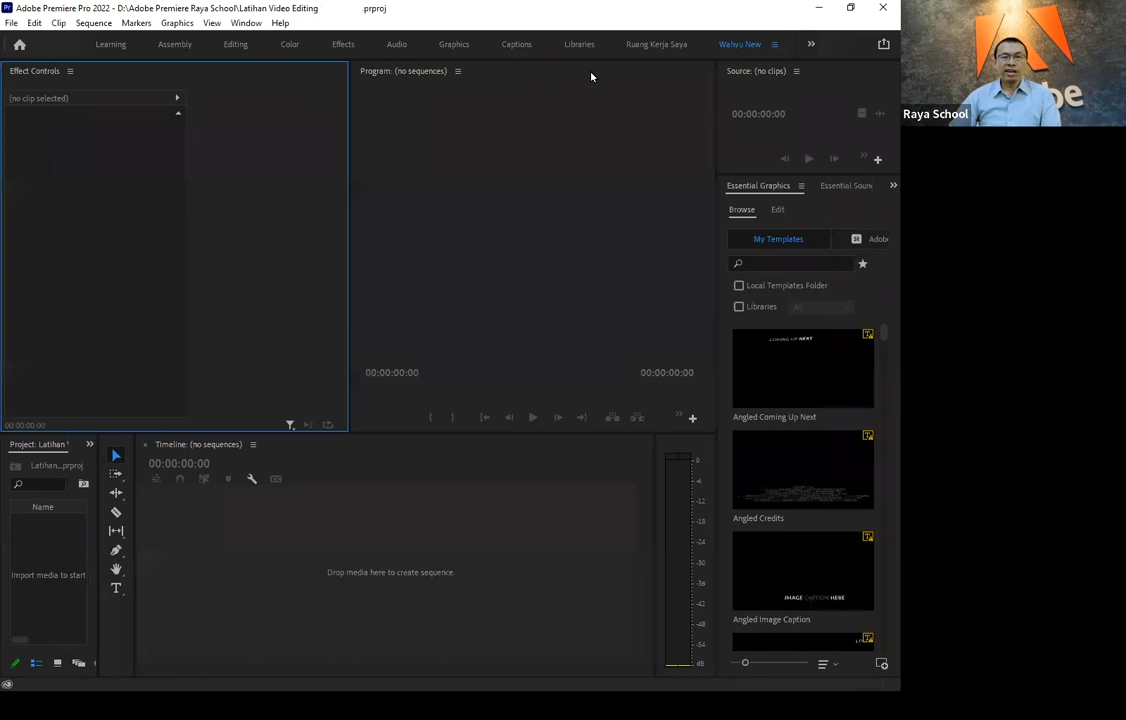 Adobe Premiere Pro 2022 - D:\Adobe Premiere Raya School\Latihan Video Editing .prproj
File Edit Clip Sequence Markers Graphics View Window Help
Learning Assembly Editing Color Effects Audio Graphics Captions Libraries Ruang Kerja Saya Wahyu New
Effect Controls
(no clip selected)
00:00:00:00
Program: (no sequences)
00:00:00:00 00:00:00:00
Source: (no clips)
00:00:00:00
Essential Graphics Essential Soun
Browse Edit
My Templates St Adobe
Local Templates Folder
Libraries All
COMING UP NEXT
Angled Coming Up Next
Angled Credits
IMAGE CAPTION HERE
Angled Image Caption
Project: Latihan
Latihan....prproj
Name
Import media to start
Timeline: (no sequences)
00:00:00:00
Drop media here to create sequence.
0
-6
-12
-18
-24
-30
-36
-42
-48
-54
dB
Raya School